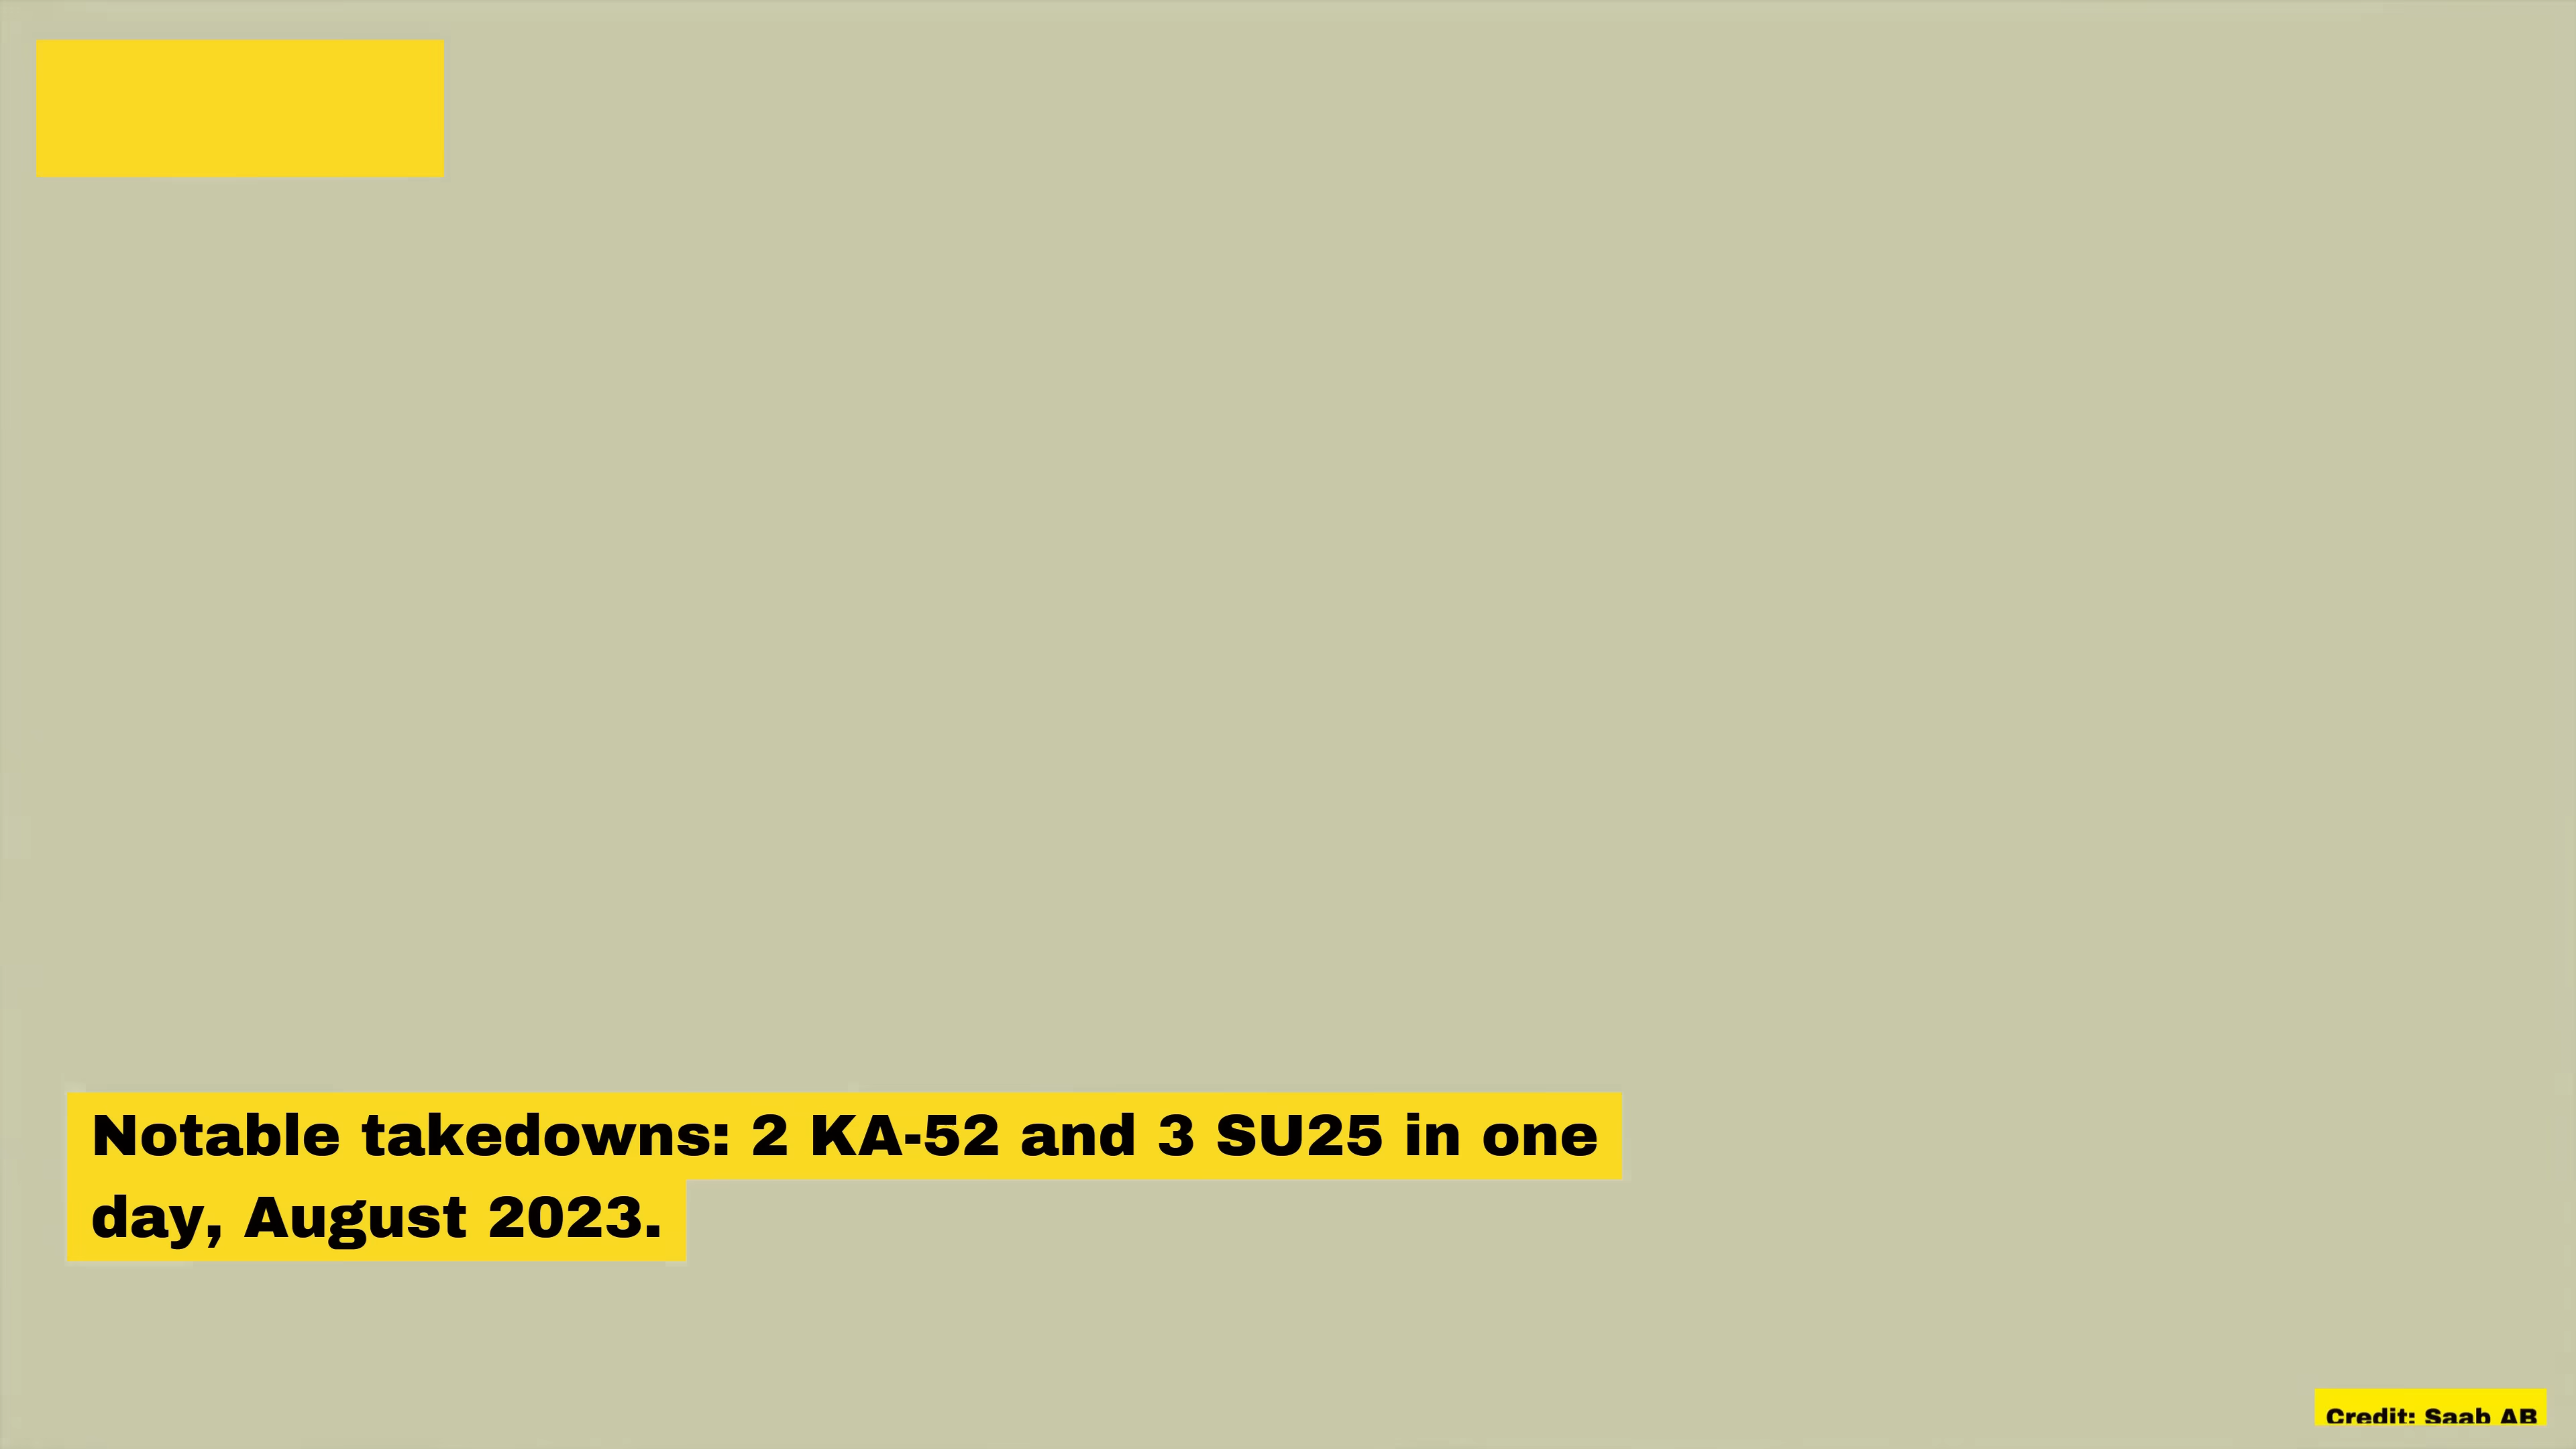 Notable takedowns: 2 KA-52 and 3 SU25 in one
day, August 2023.
Credit: Saab AB